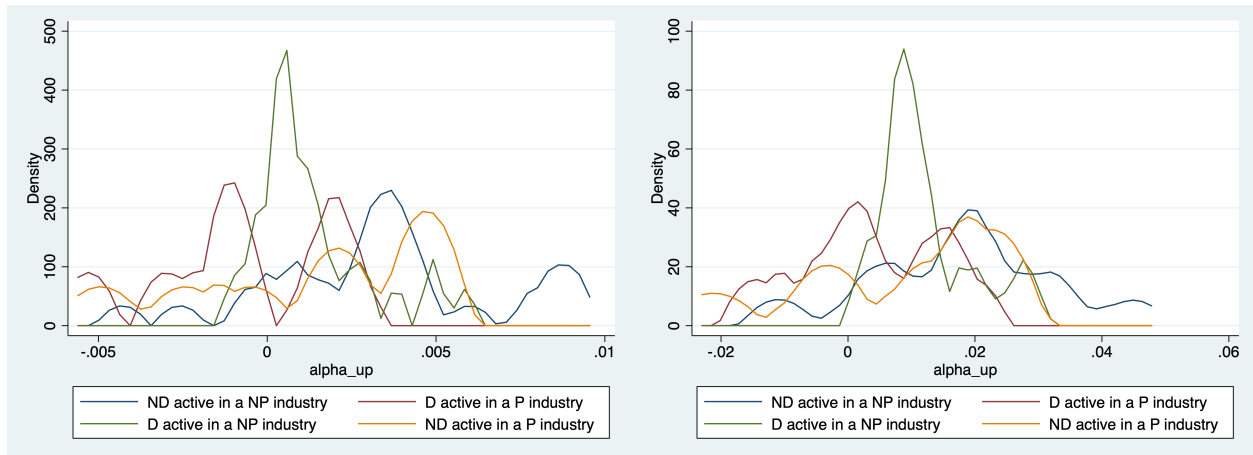 500
400
300
200
100
0
Density
-.005 0 .005 .01
alpha_up
ND active in a NP industry D active in a P industry
D active in a NP industry ND active in a P industry
100
80
60
40
20
0
Density
-.02 0 .02 .04 .06
alpha_up
ND active in a NP industry D active in a P industry
D active in a NP industry ND active in a P industry